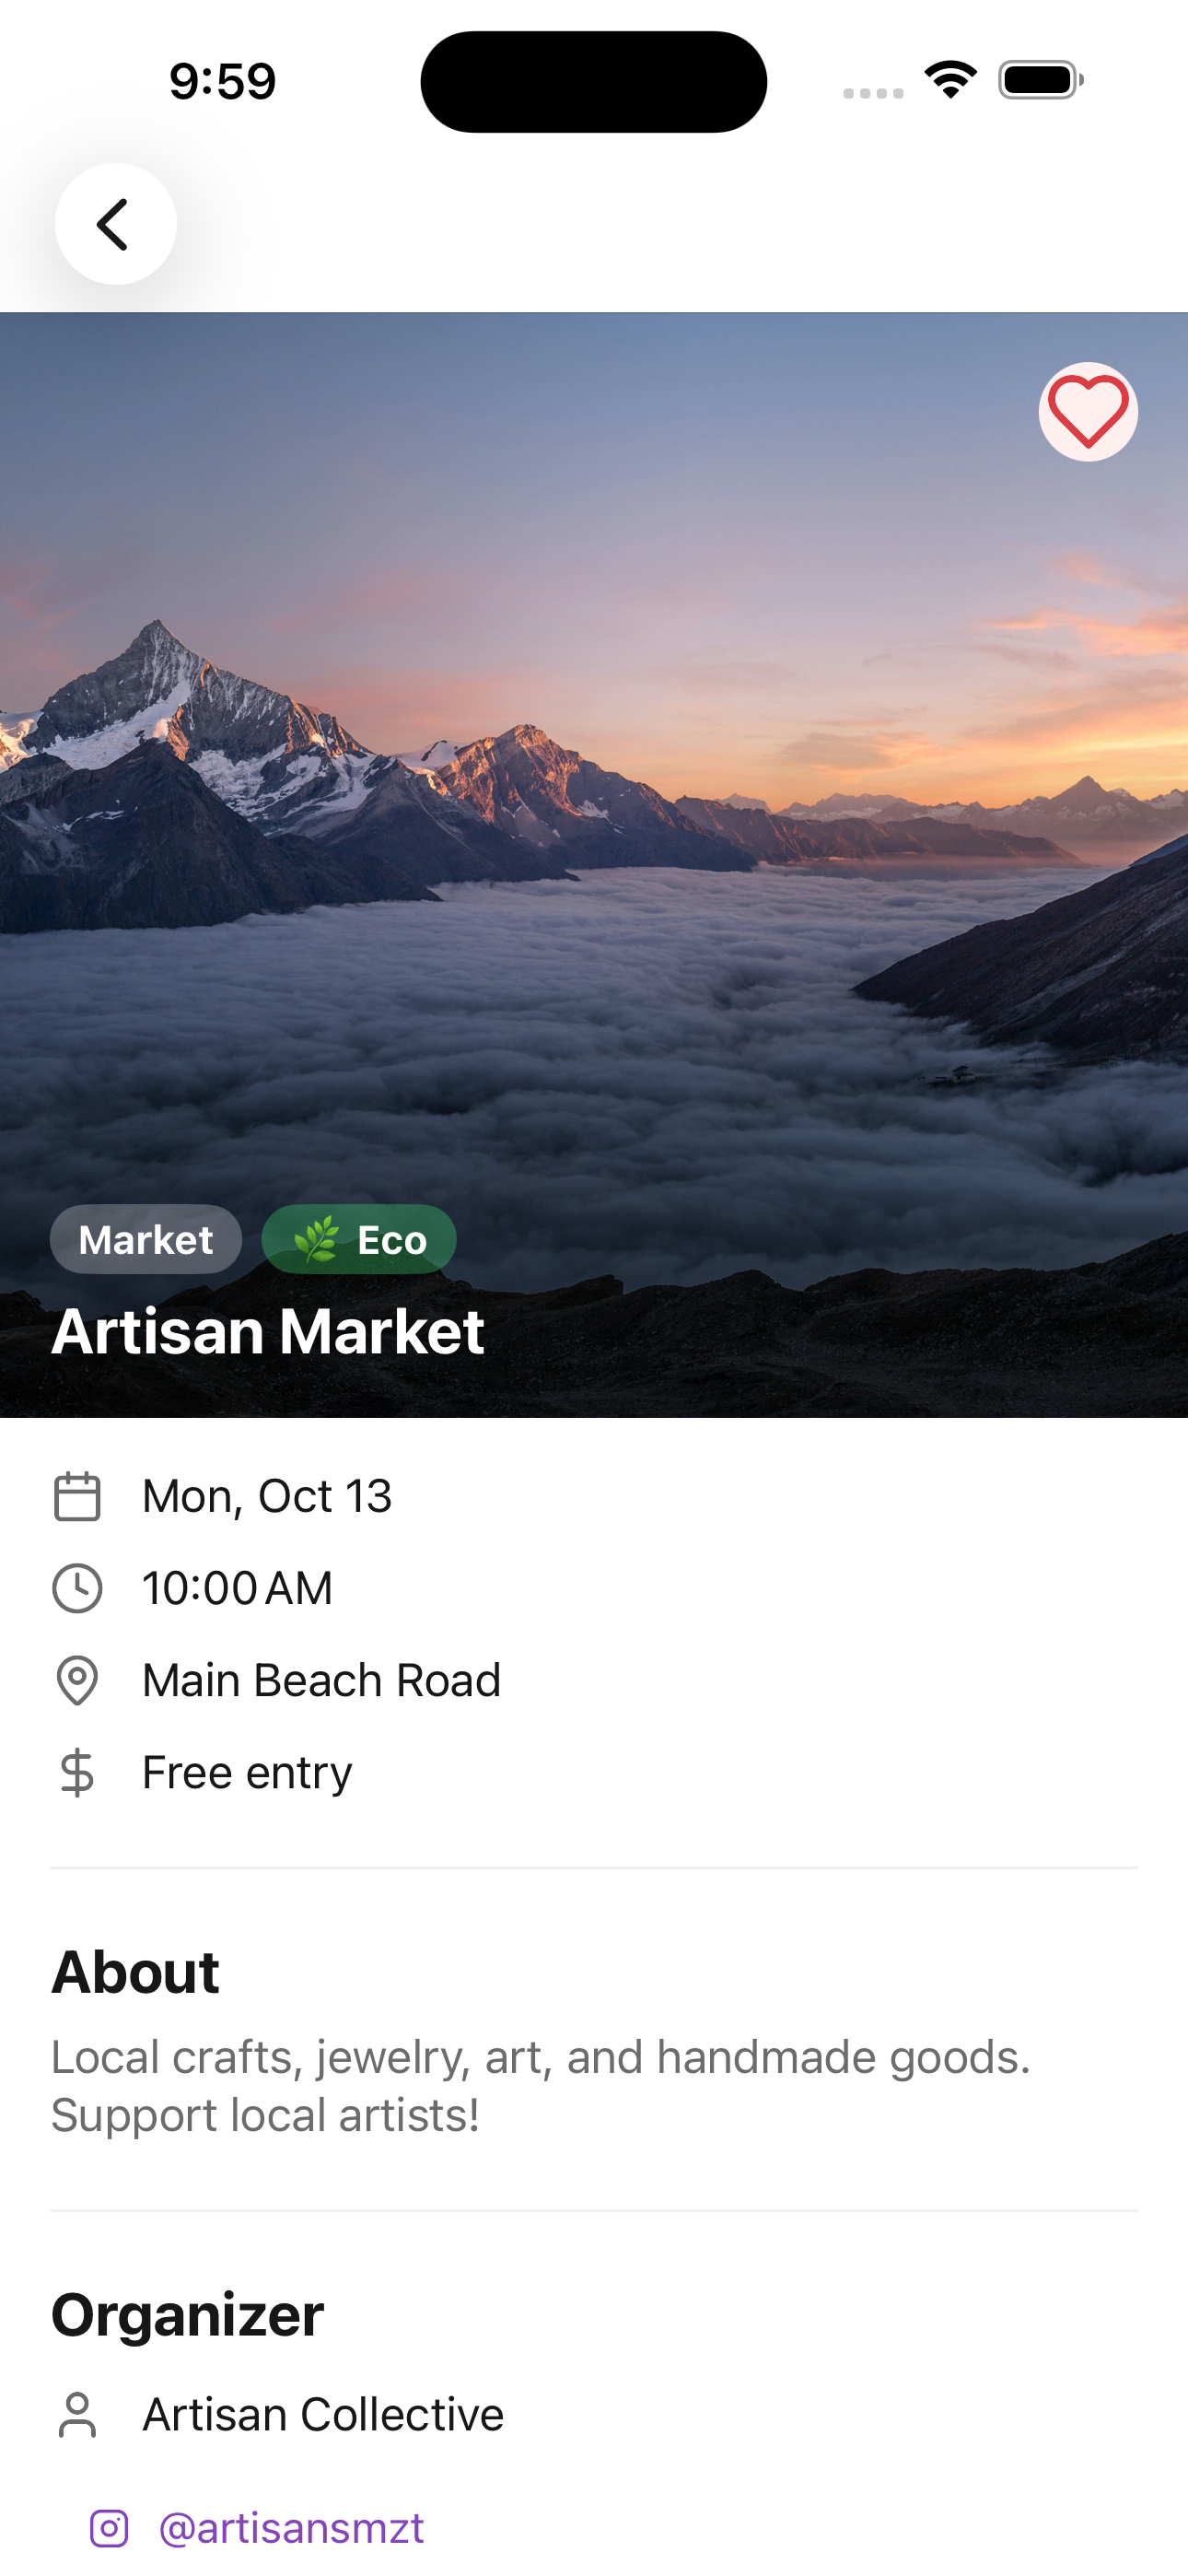 9:59
Market
🌿 Eco
Artisan Market
Mon, Oct 13
10:00 AM
Main Beach Road
Free entry
About
Local crafts, jewelry, art, and handmade goods.
Support local artists!
Organizer
Artisan Collective
@artisansmzt